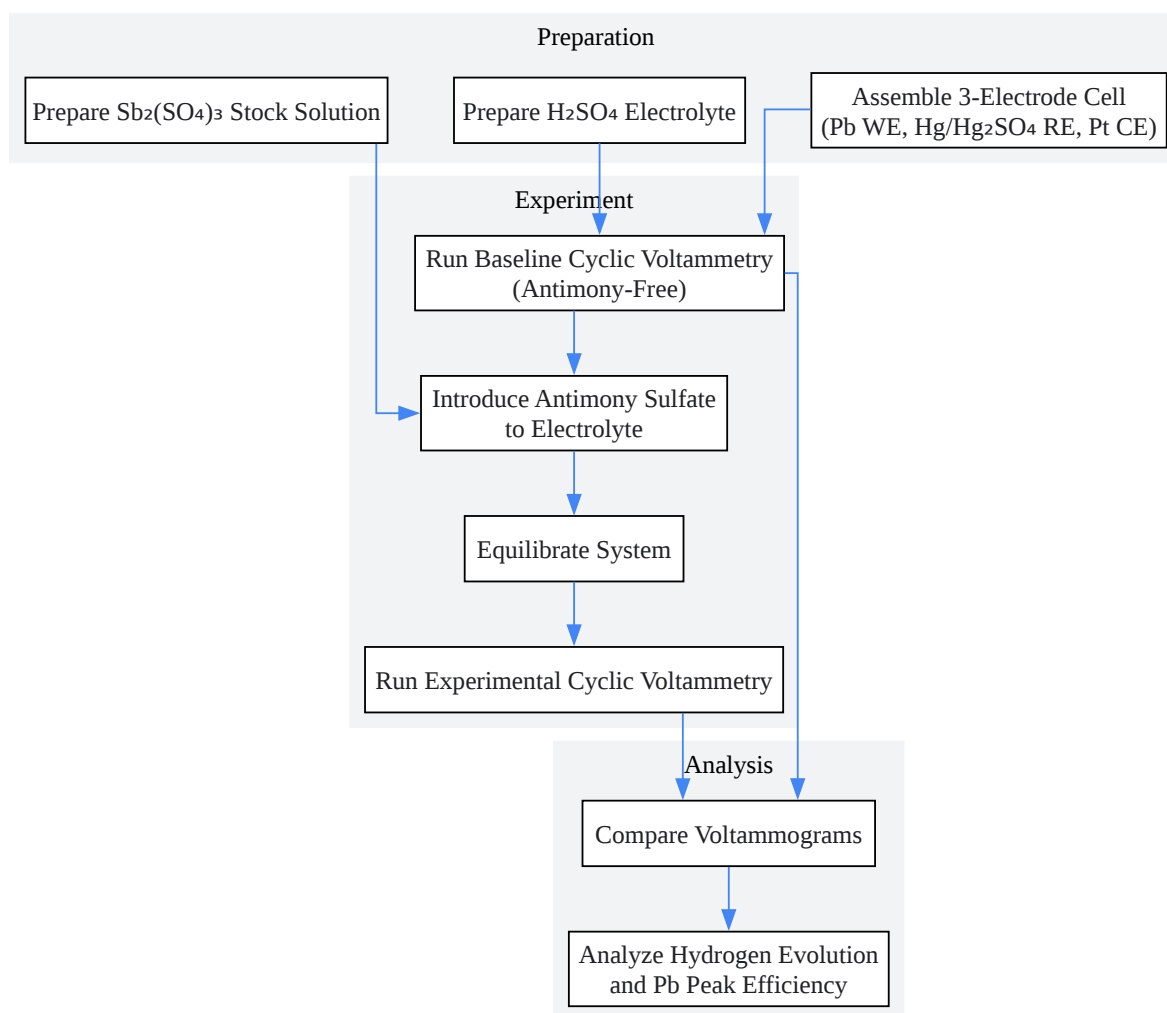 Preparation
Prepare Sb₂(SO₄)₃ Stock Solution
Prepare H₂SO₄ Electrolyte
Assemble 3-Electrode Cell
(Pb WE, Hg/Hg₂SO₄ RE, Pt CE)
Experiment
Run Baseline Cyclic Voltammetry
(Antimony-Free)
Introduce Antimony Sulfate
to Electrolyte
Equilibrate System
Run Experimental Cyclic Voltammetry
Analysis
Compare Voltammograms
Analyze Hydrogen Evolution
and Pb Peak Efficiency